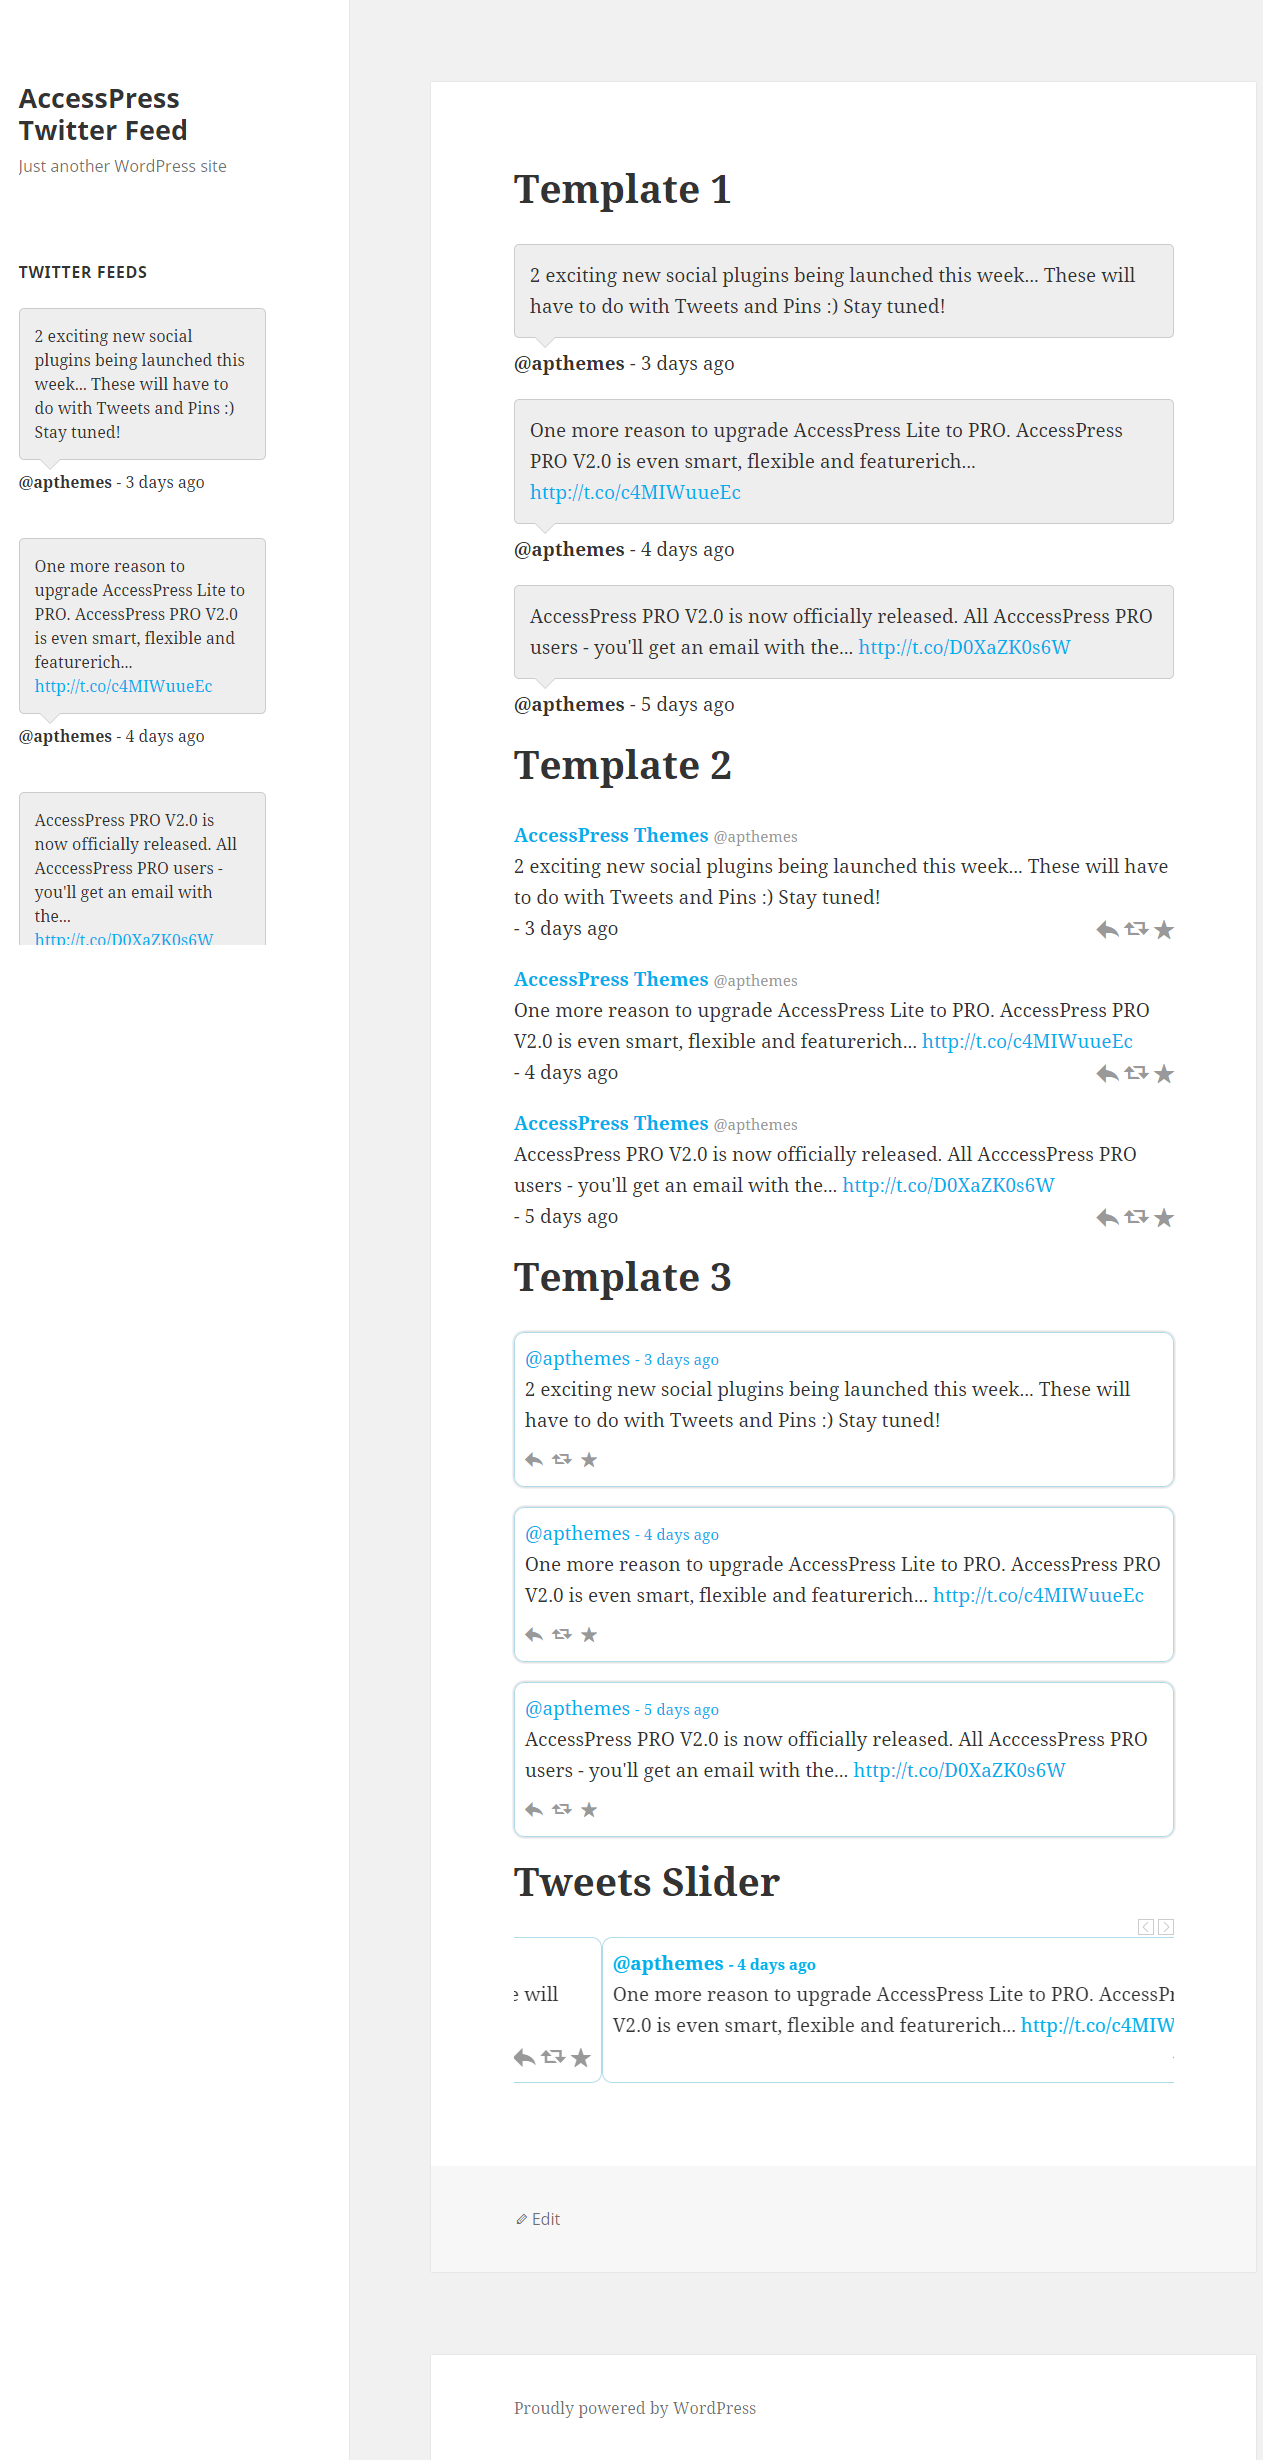 AccessPress
Twitter Feed
Just another WordPress site
TWITTER FEEDS
2 exciting new social
plugins being launched this
week... These will have to
do with Tweets and Pins :)
Stay tuned!
@apthemes - 3 days ago
One more reason to
upgrade AccessPress Lite to
PRO. AccessPress PRO V2.0
is even smart, flexible and
featurerich...
http://t.co/c4MIWuueEc
@apthemes - 4 days ago
AccessPress PRO V2.0 is
now officially released. All
AcccessPress PRO users -
you'll get an email with
the...
http://t.co/D0XaZK0s6W
Template 1
2 exciting new social plugins being launched this week... These will
have to do with Tweets and Pins :) Stay tuned!
@apthemes - 3 days ago
One more reason to upgrade AccessPress Lite to PRO. AccessPress
PRO V2.0 is even smart, flexible and featurerich...
http://t.co/c4MIWuueEc
@apthemes - 4 days ago
AccessPress PRO V2.0 is now officially released. All AcccessPress PRO
users - you'll get an email with the... http://t.co/D0XaZK0s6W
@apthemes - 5 days ago
Template 2
AccessPress Themes @apthemes
2 exciting new social plugins being launched this week... These will have
to do with Tweets and Pins :) Stay tuned!
- 3 days ago
AccessPress Themes @apthemes
One more reason to upgrade AccessPress Lite to PRO. AccessPress PRO
V2.0 is even smart, flexible and featurerich... http://t.co/c4MIWuueEc
- 4 days ago
AccessPress Themes @apthemes
AccessPress PRO V2.0 is now officially released. All AcccessPress PRO
users - you'll get an email with the... http://t.co/D0XaZK0s6W
- 5 days ago
Template 3
@apthemes - 3 days ago
2 exciting new social plugins being launched this week... These will
have to do with Tweets and Pins :) Stay tuned!
@apthemes - 4 days ago
One more reason to upgrade AccessPress Lite to PRO. AccessPress PRO
V2.0 is even smart, flexible and featurerich... http://t.co/c4MIWuueEc
@apthemes - 5 days ago
AccessPress PRO V2.0 is now officially released. All AcccessPress PRO
users - you'll get an email with the... http://t.co/D0XaZK0s6W
Tweets Slider
e will
@apthemes - 4 days ago
One more reason to upgrade AccessPress Lite to PRO. AccessPr
V2.0 is even smart, flexible and featurerich... http://t.co/c4MIW
Edit
Proudly powered by WordPress